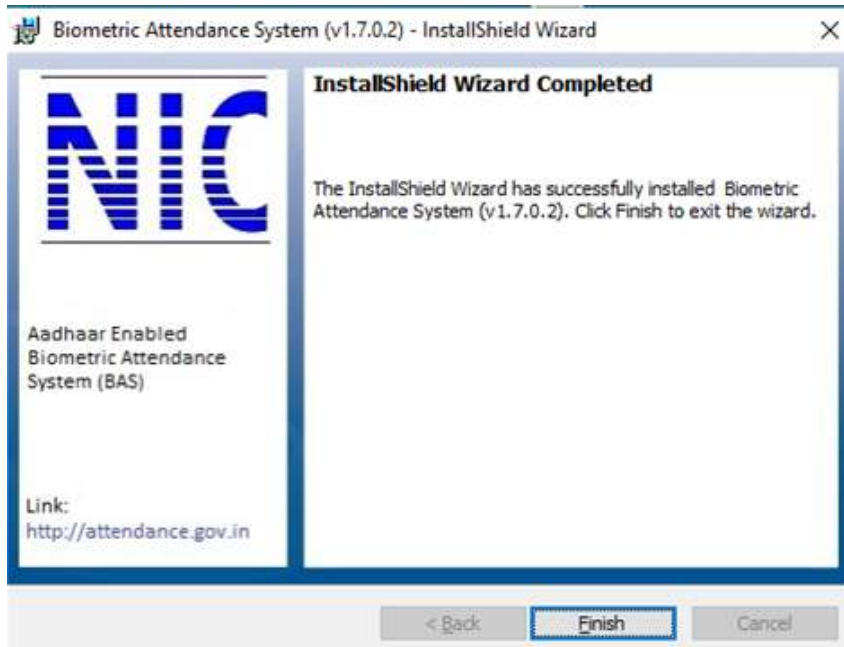 Biometric Attendance System (v1.7.0.2) - InstallShield Wizard
NIC
Aadhaar Enabled
Biometric Attendance
System (BAS)
Link:
http://attendance.gov.in
InstallShield Wizard Completed
The InstallShield Wizard has successfully installed Biometric
Attendance System (v1.7.0.2). Click Finish to exit the wizard.
< Back
Finish
Cancel